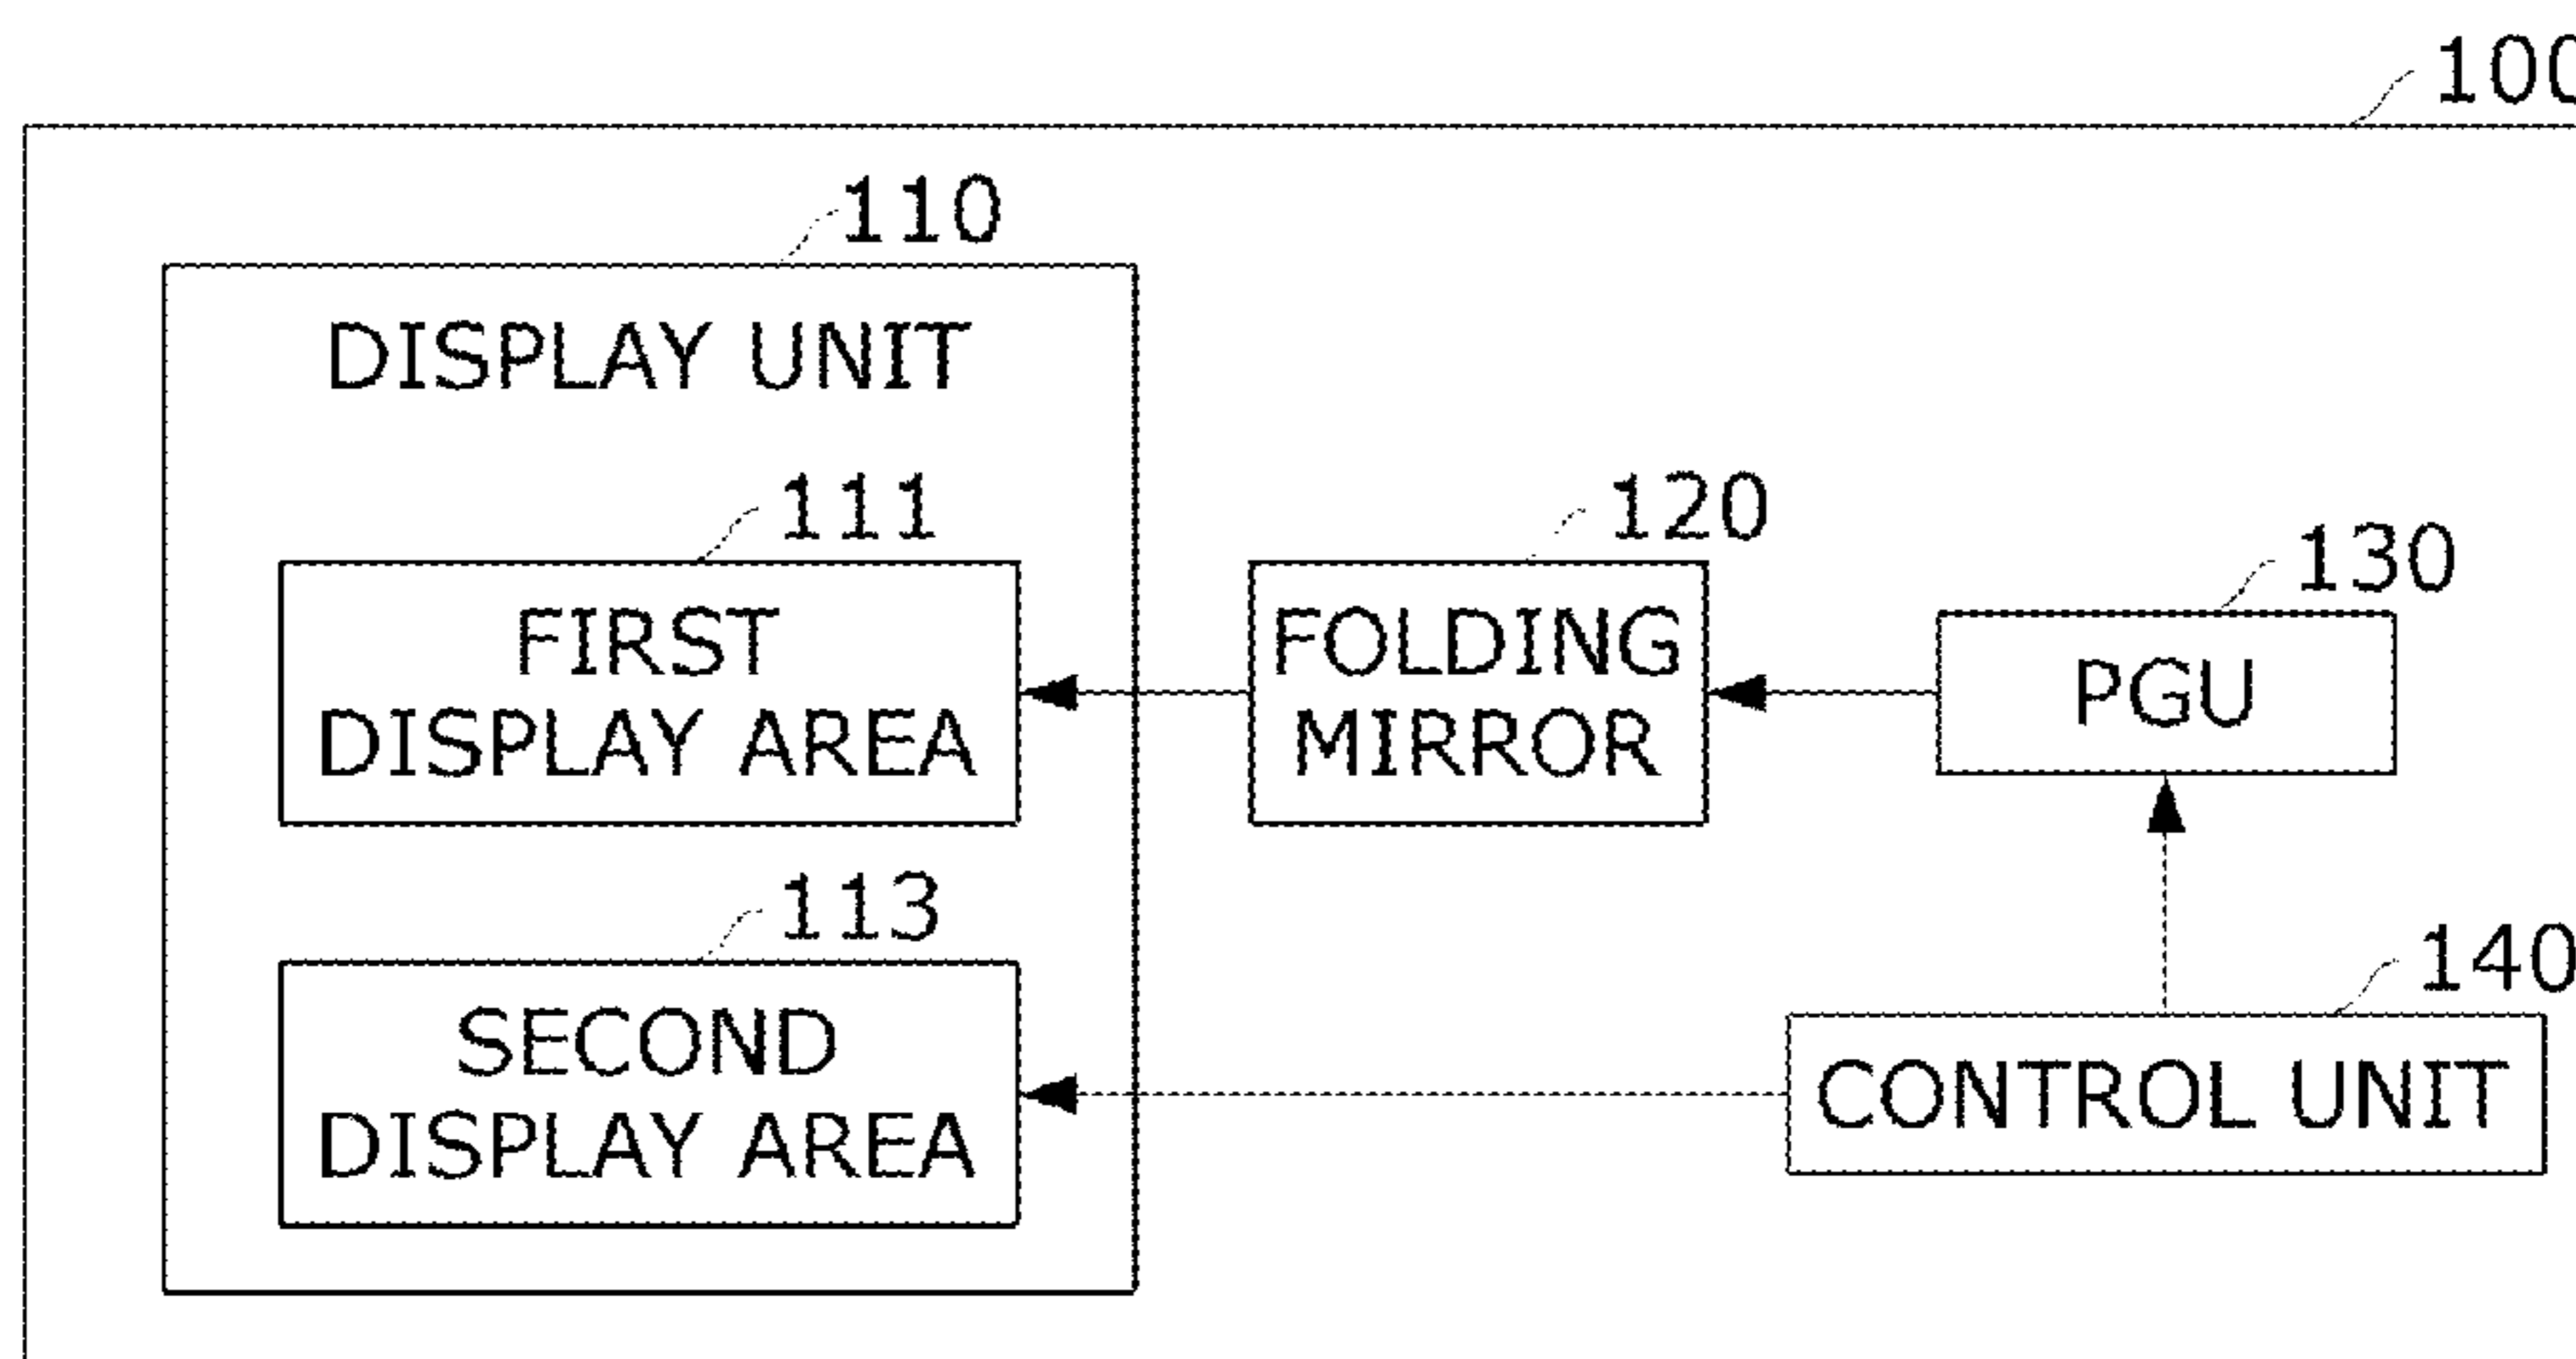 100
110
DISPLAY UNIT
111
FIRST
DISPLAY AREA
120
FOLDING
MIRROR
130
PGU
113
SECOND
DISPLAY AREA
140
CONTROL UNIT